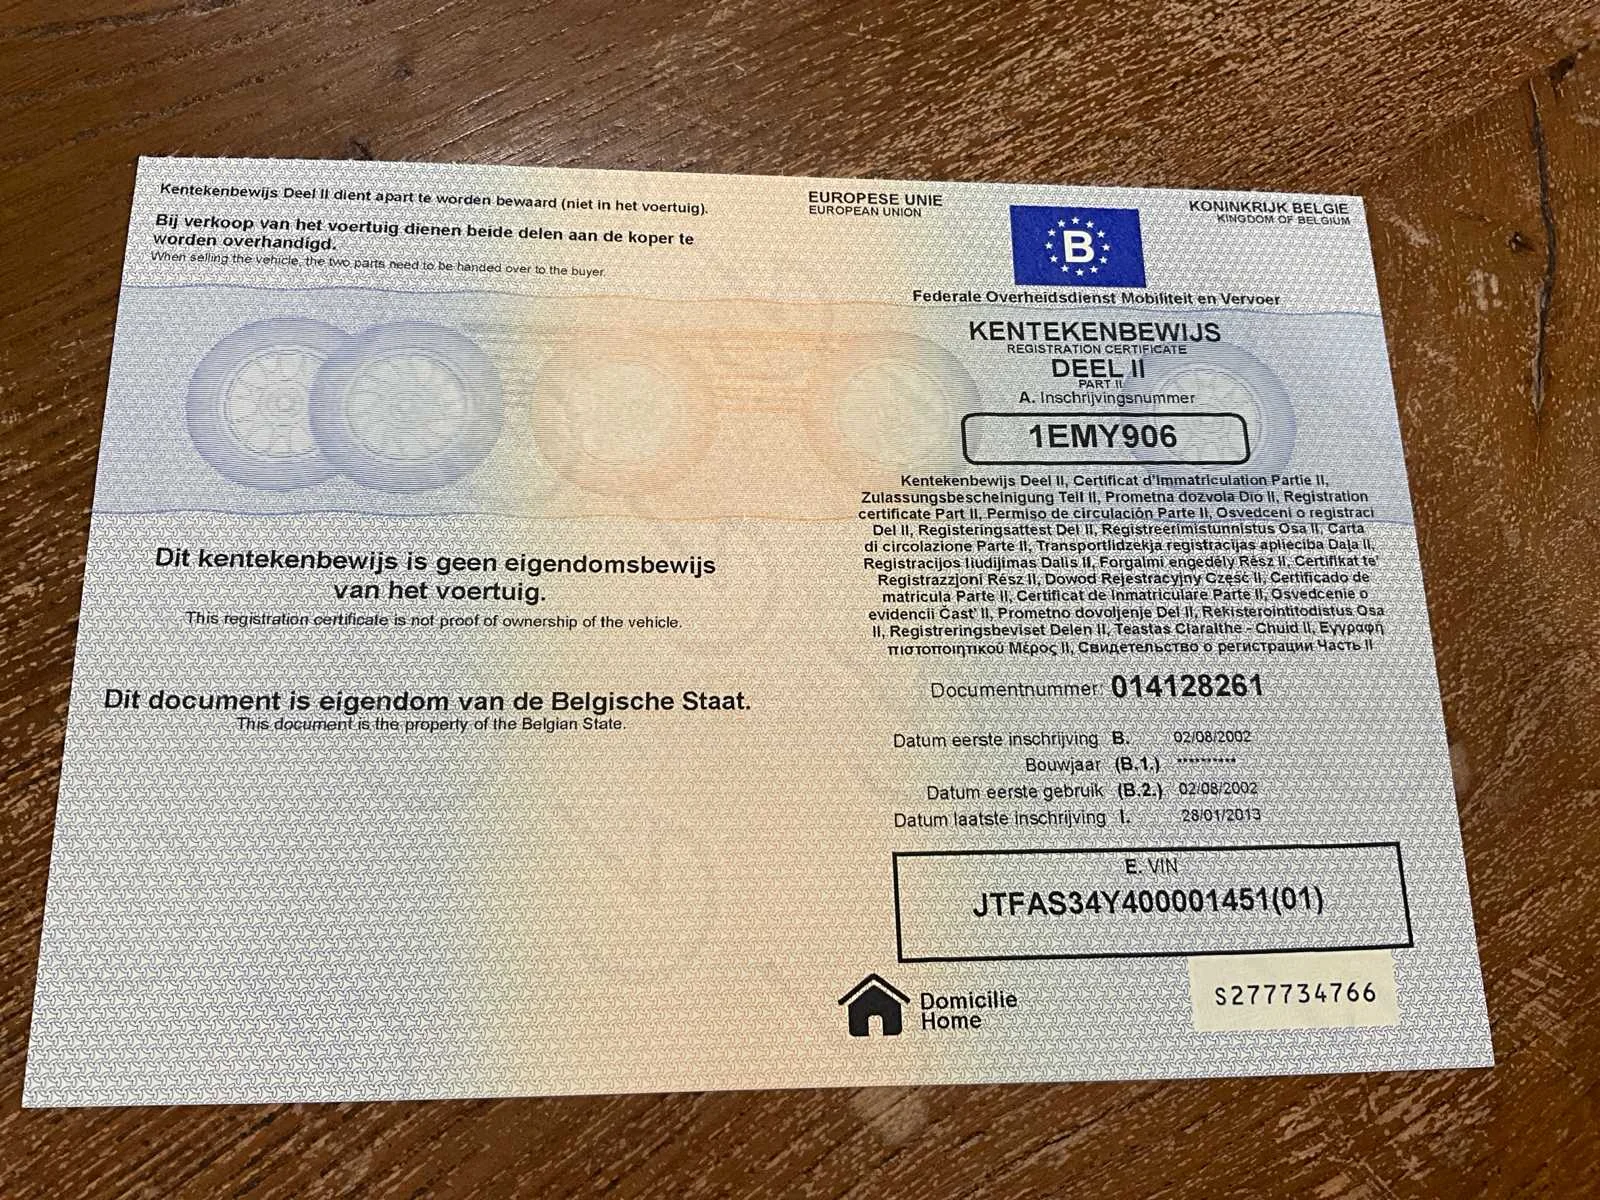 Kentekenbewijs Deel II dient apart te worden bewaard (niet in het voertuig).
Bij verkoop van het voertuig dienen beide delen aan de koper te
worden overhandigd.
When selling the vehicle, the two parts need to be handed over to the buyer.
Dit kentekenbewijs is geen eigendomsbewijs
van het voertuig.
This registration certificate is not proof of ownership of the vehicle.
Dit document is eigendom van de Belgische Staat.
This document is the property of the Belgian State.
EUROPESE UNIE
EUROPEAN UNION
B
KONINKRIJK BELGIE
KINGDOM OF BELGIUM
Federale Overheidsdienst Mobiliteit en Vervoer
KENTEKENBEWIJS
REGISTRATION CERTIFICATE
DEEL II
PART II
A. Inschrijvingsnummer
1EMY906
Kentekenbewijs Deel II, Certificat d'Immatriculation Partie II,
Zulassungsbescheinigung Teil II, Prometna dozvola Dio II, Registration
certificate Part II, Permiso de circulación Parte II, Osvedceni o registraci
Del II, Registeringsattest Del II, Registreerimistunnistus Osa II, Carta
di circolazione Parte II, Transportlidzekja registracijas aplieciba Daļa II,
Registracijos liudijimas Dalis II, Forgalmi engedély Rész II, Certifikat te'
Registrazzjoni Rész II, Dowod Rejestracyjny Część II, Certificado de
matricula Parte II, Certificat de Inmatriculare Parte II, Osvedcenie o
evidencii Čast' II, Prometno dovoljenje Del II, Rekisterointitodistus Osa
II, Registreringsbeviset Delen II, Teastas Claralthe - Chuid II, Εγγραφή
πιστοποιητικού Μέρος II, Свидетельство о регистрации Часть II
Documentnummer: 014128261
Datum eerste inschrijving B. 02/08/2002
Bouwjaar (B.1.) **********
Datum eerste gebruik (B.2.) 02/08/2002
Datum laatste inschrijving I. 28/01/2013
E. VIN
JTFAS34Y400001451(01)
Domicilie
Home
S277734766